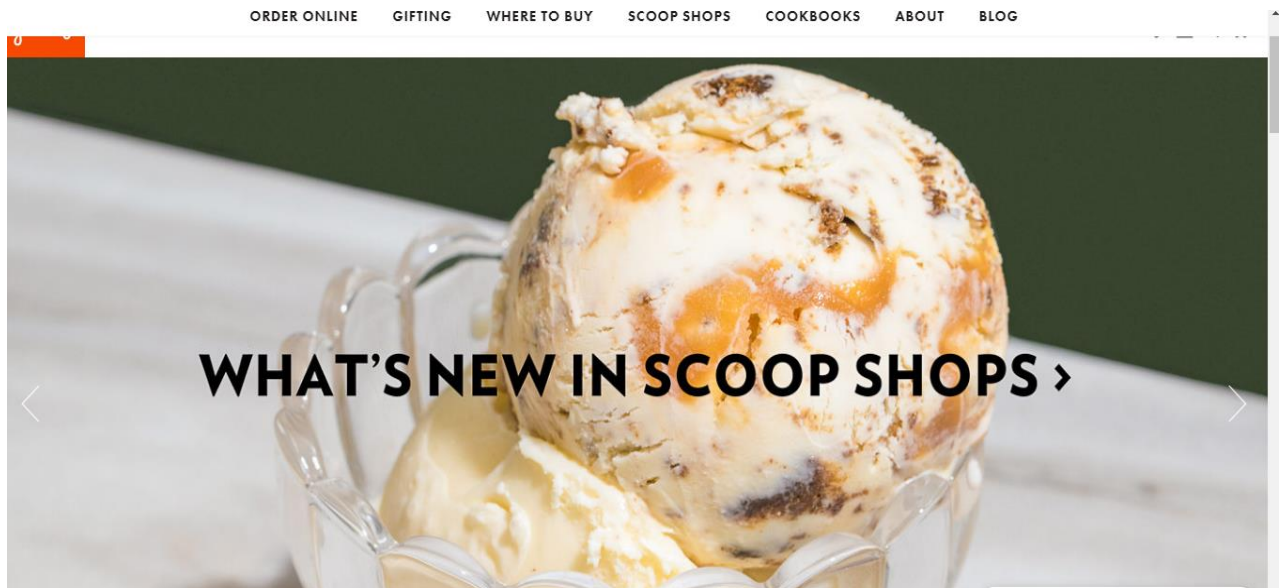 ORDER ONLINE GIFTING WHERE TO BUY SCOOP SHOPS COOKBOOKS ABOUT BLOG
WHAT’S NEW IN SCOOP SHOPS ›